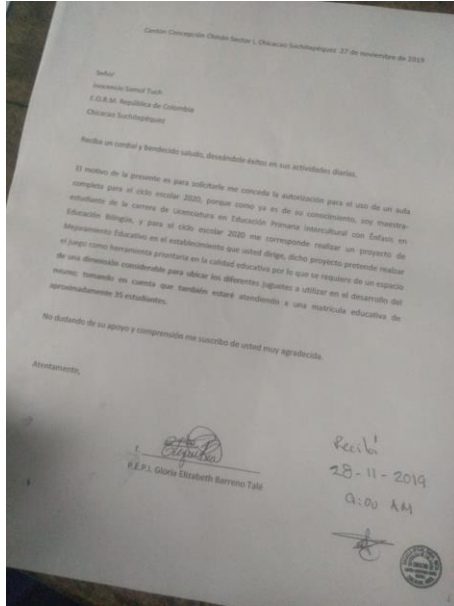 Cantón Concepción Chinán Sector I, Chicacao Suchitepéquez 27 de noviembre de 2019
Señor
Inocencio Samol Tuch
E.O.R.M. República de Colombia
Chicacao Suchitepéquez
Reciba un cordial y bendecido saludo, deseándole éxitos en sus actividades diarias.
El motivo de la presente es para solicitarle me conceda la autorización para el uso de un aula
completa para el ciclo escolar 2020, porque como ya es de su conocimiento, soy maestra-
estudiante de la carrera de Licenciatura en Educación Primaria Intercultural con Énfasis en
Educación Bilingüe, y para el ciclo escolar 2020 me corresponde realizar un proyecto de
Mejoramiento Educativo en el establecimiento que usted dirige, dicho proyecto pretende realizar
el juego como herramienta prioritaria en la calidad educativa por lo que se requiere de un espacio
de una dimensión considerable para ubicar los diferentes juguetes a utilizar en el desarrollo del
mismo, tomando en cuenta que también estaré atendiendo a una matrícula educativa de
aproximadamente 35 estudiantes.
No dudando de su apoyo y comprensión me suscribo de usted muy agradecida.
Atentamente,
f.
P.E.P.I. Gloria Elizabeth Barreno Talé
Recibí
28-11-2019
9:00 AM